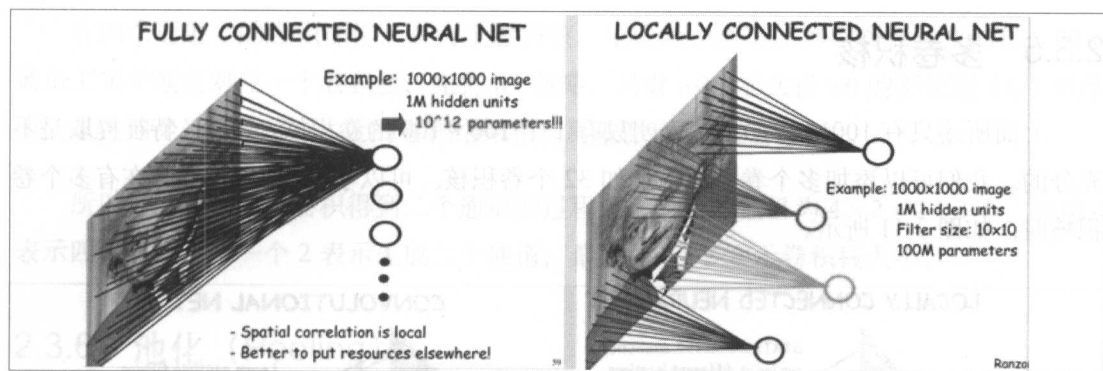 FULLY CONNECTED NEURAL NET
Example: 1000x1000 image
1M hidden units
10^12 parameters!!!
- Spatial correlation is local
- Better to put resources elsewhere!
59
LOCALLY CONNECTED NEURAL NET
Example: 1000x1000 image
1M hidden units
Filter size: 10x10
100M parameters
Ranza